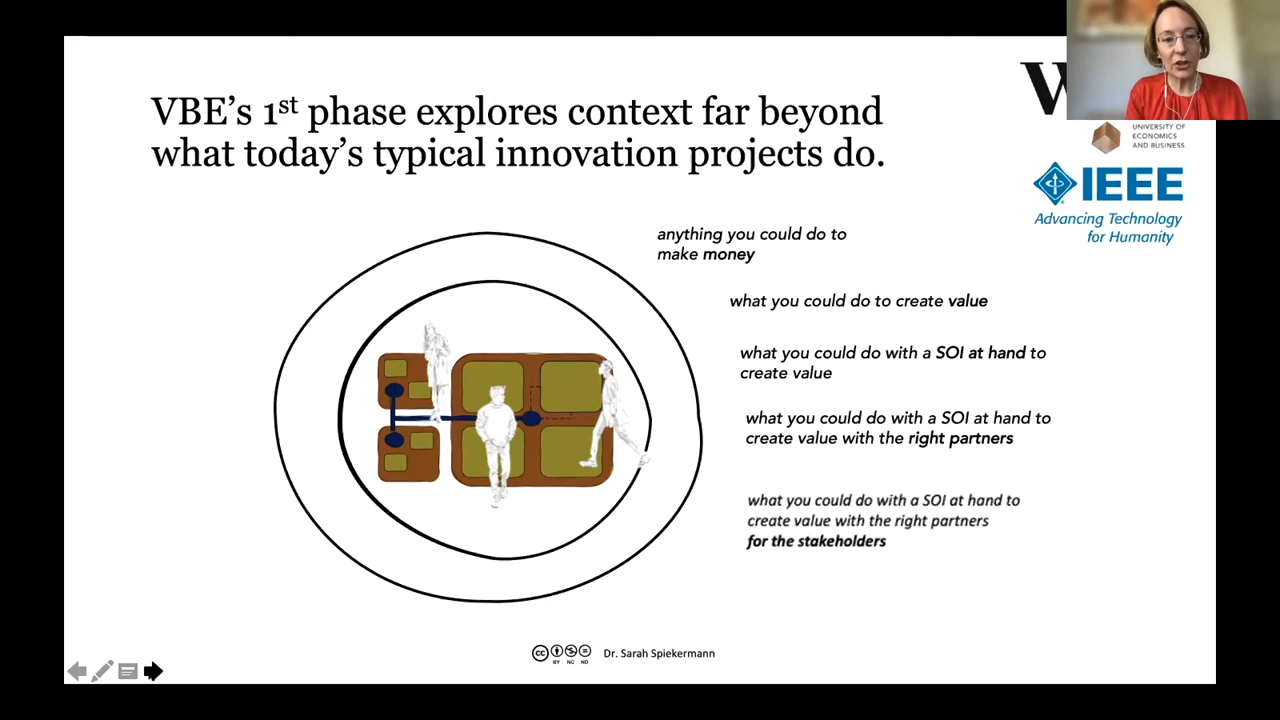 VBE’s 1st phase explores context far beyond
what today’s typical innovation projects do.
W
UNIVERSITY OF
ECONOMICS
AND BUSINESS
IEEE
Advancing Technology
for Humanity
anything you could do to
make money
what you could do to create value
what you could do with a SOI at hand to
create value
what you could do with a SOI at hand to
create value with the right partners
what you could do with a SOI at hand to
create value with the right partners
for the stakeholders
cc
BY NC ND
Dr. Sarah Spiekermann